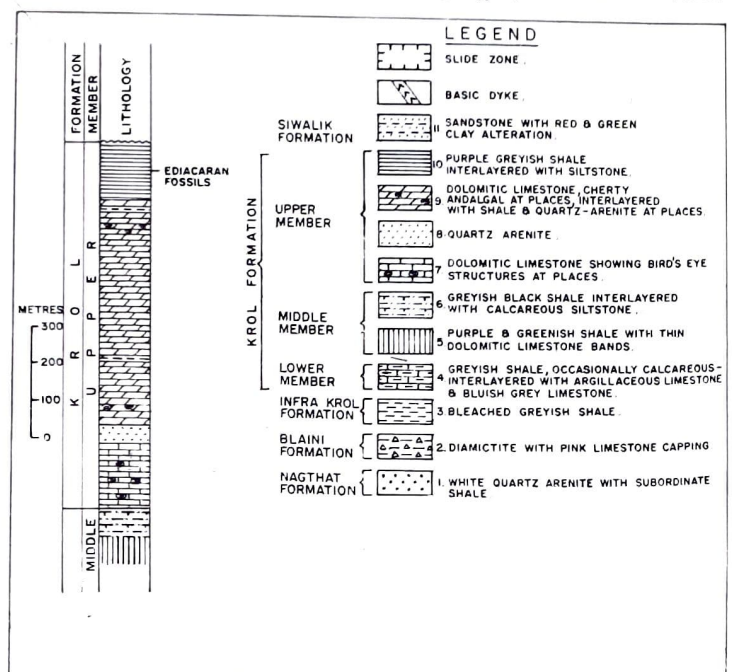 LEGEND
FORMATION
MEMBER
LITHOLOGY
EDIACARAN
FOSSILS
KROL
UPPER
MIDDLE
METRES
300
200
100
0
SLIDE ZONE.
BASIC DYKE.
SIWALIK
FORMATION
11 SANDSTONE WITH RED & GREEN
CLAY ALTERATION.
KROL FORMATION
UPPER
MEMBER
10 PURPLE GREYISH SHALE
INTERLAYERED WITH SILTSTONE.
DOLOMITIC LIMESTONE, CHERTY
9. ANDALGAL AT PLACES, INTERLAYERED
WITH SHALE & QUARTZ-ARENITE AT PLACES.
8. QUARTZ ARENITE.
7. DOLOMITIC LIMESTONE SHOWING BIRD'S EYE
STRUCTURES AT PLACES.
MIDDLE
MEMBER
6. GREYISH BLACK SHALE INTERLAYERED
WITH CALCAREOUS SILTSTONE.
5. PURPLE & GREENISH SHALE WITH THIN
DOLOMITIC LIMESTONE BANDS.
LOWER
MEMBER
GREYISH SHALE, OCCASIONALLY CALCAREOUS-
4 INTERLAYERED WITH ARGILLACEOUS LIMESTONE
& BLUISH GREY LIMESTONE.
INFRA KROL
FORMATION
3. BLEACHED GREYISH SHALE.
BLAINI
FORMATION
2. DIAMICTITE WITH PINK LIMESTONE CAPPING
NAGTHAT
FORMATION
1. WHITE QUARTZ ARENITE WITH SUBORDINATE
SHALE